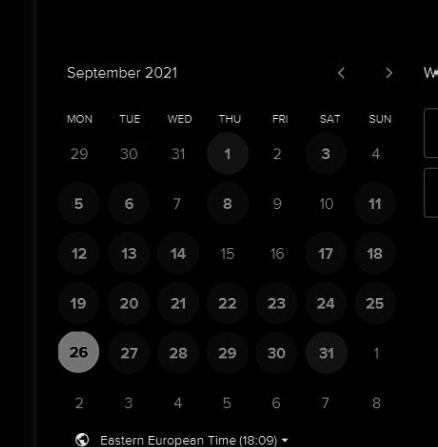 September 2021
W
MON TUE WED THU FRI SAT SUN
29 30 31 1 2 3 4
5 6 7 8 9 10 11
12 13 14 15 16 17 18
19 20 21 22 23 24 25
26 27 28 29 30 31 1
2 3 4 5 6 7 8
Eastern European Time (18:09)